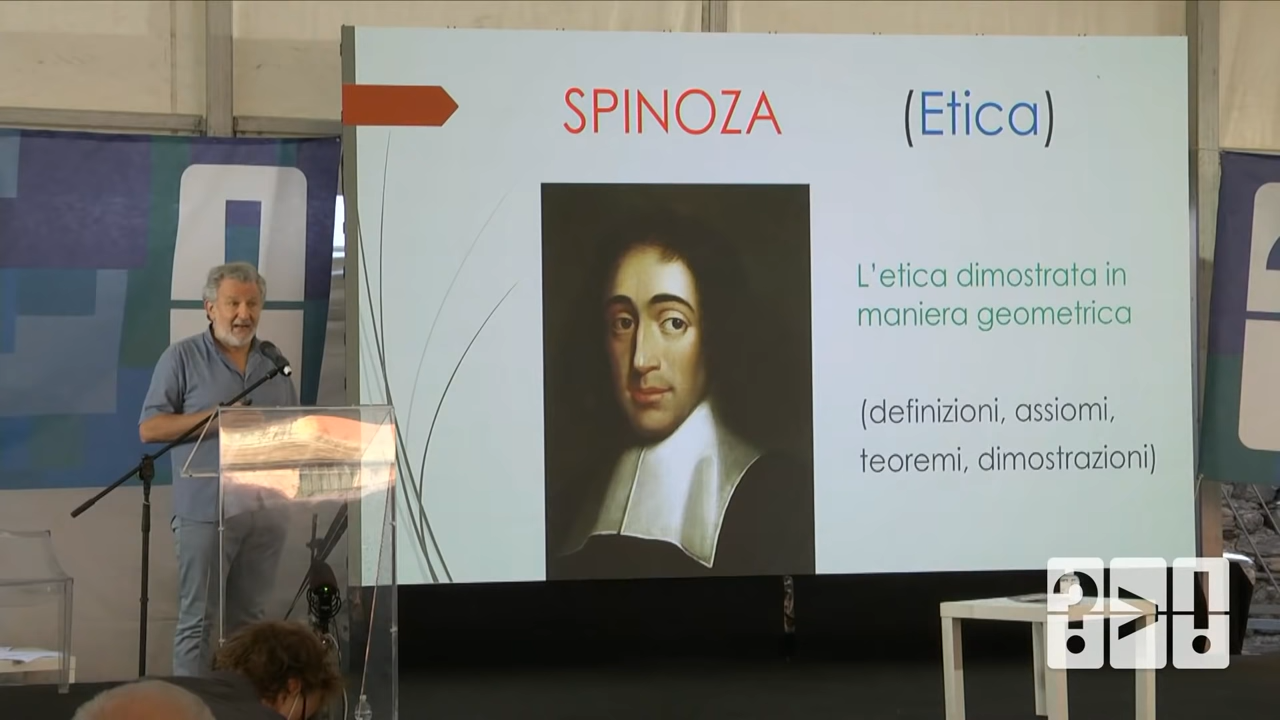 SPINOZA (Etica)
L'etica dimostrata in
maniera geometrica
(definizioni, assiomi,
teoremi, dimostrazioni)
?>!